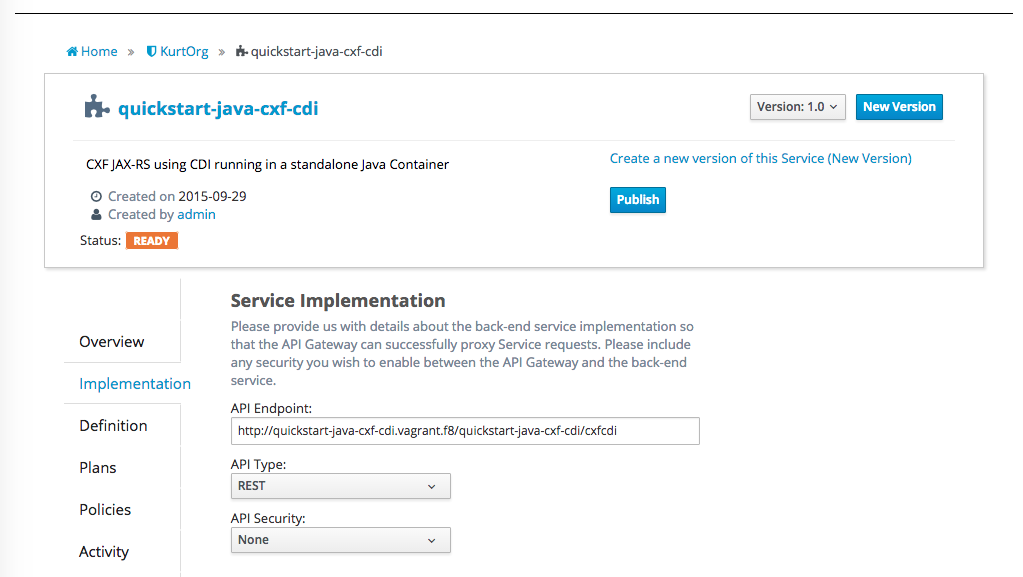 Home » KurtOrg » quickstart-java-cxf-cdi
quickstart-java-cxf-cdi
Version: 1.0
New Version
CXF JAX-RS using CDI running in a standalone Java Container
Create a new version of this Service (New Version)
Created on 2015-09-29
Publish
Created by admin
Status: READY
Overview
Implementation
Definition
Plans
Policies
Activity
Service Implementation
Please provide us with details about the back-end service implementation so
that the API Gateway can successfully proxy Service requests. Please include
any security you wish to enable between the API Gateway and the back-end
service.
API Endpoint:
http://quickstart-java-cxf-cdi.vagrant.f8/quickstart-java-cxf-cdi/cxfcdi
API Type:
REST
API Security:
None